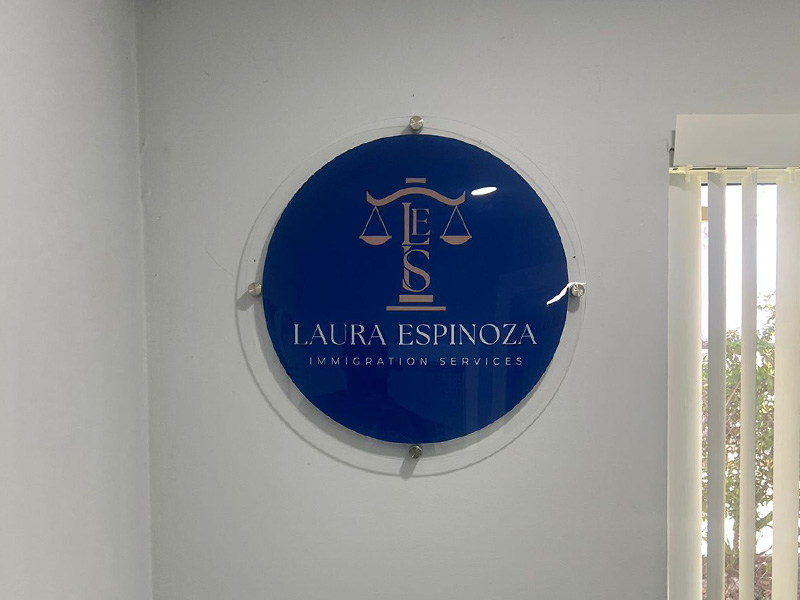 LES
LAURA ESPINOZA
IMMIGRATION SERVICES